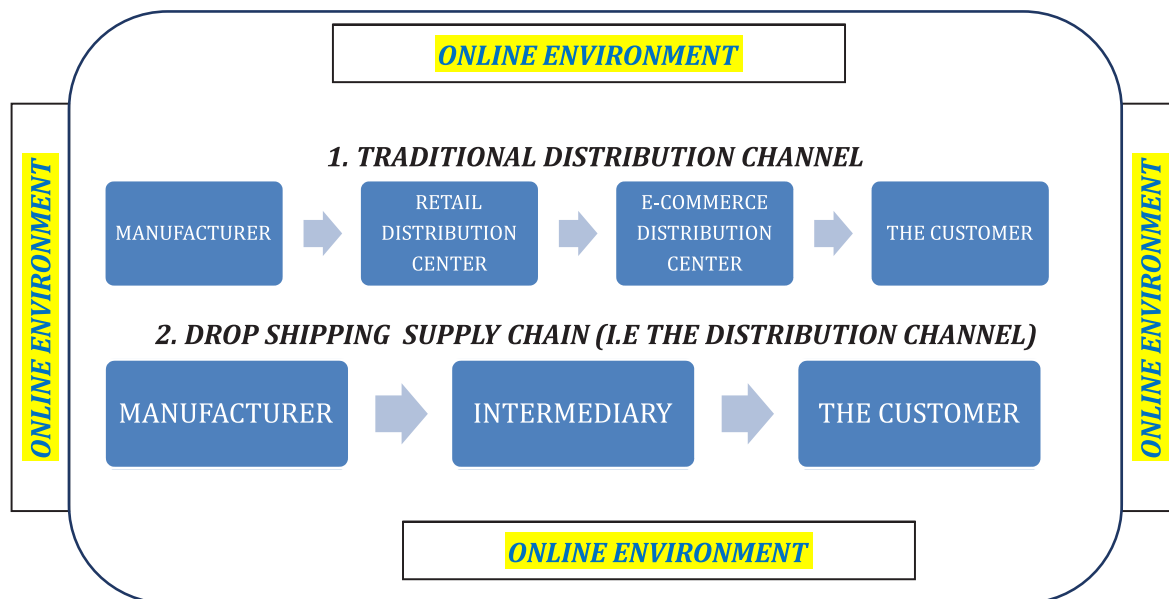 ONLINE ENVIRONMENT
ONLINE ENVIRONMENT
ONLINE ENVIRONMENT
1. TRADITIONAL DISTRIBUTION CHANNEL
MANUFACTURER
RETAIL
DISTRIBUTION
CENTER
E-COMMERCE
DISTRIBUTION
CENTER
THE CUSTOMER
2. DROP SHIPPING SUPPLY CHAIN (I.E THE DISTRIBUTION CHANNEL)
MANUFACTURER
INTERMEDIARY
THE CUSTOMER
ONLINE ENVIRONMENT